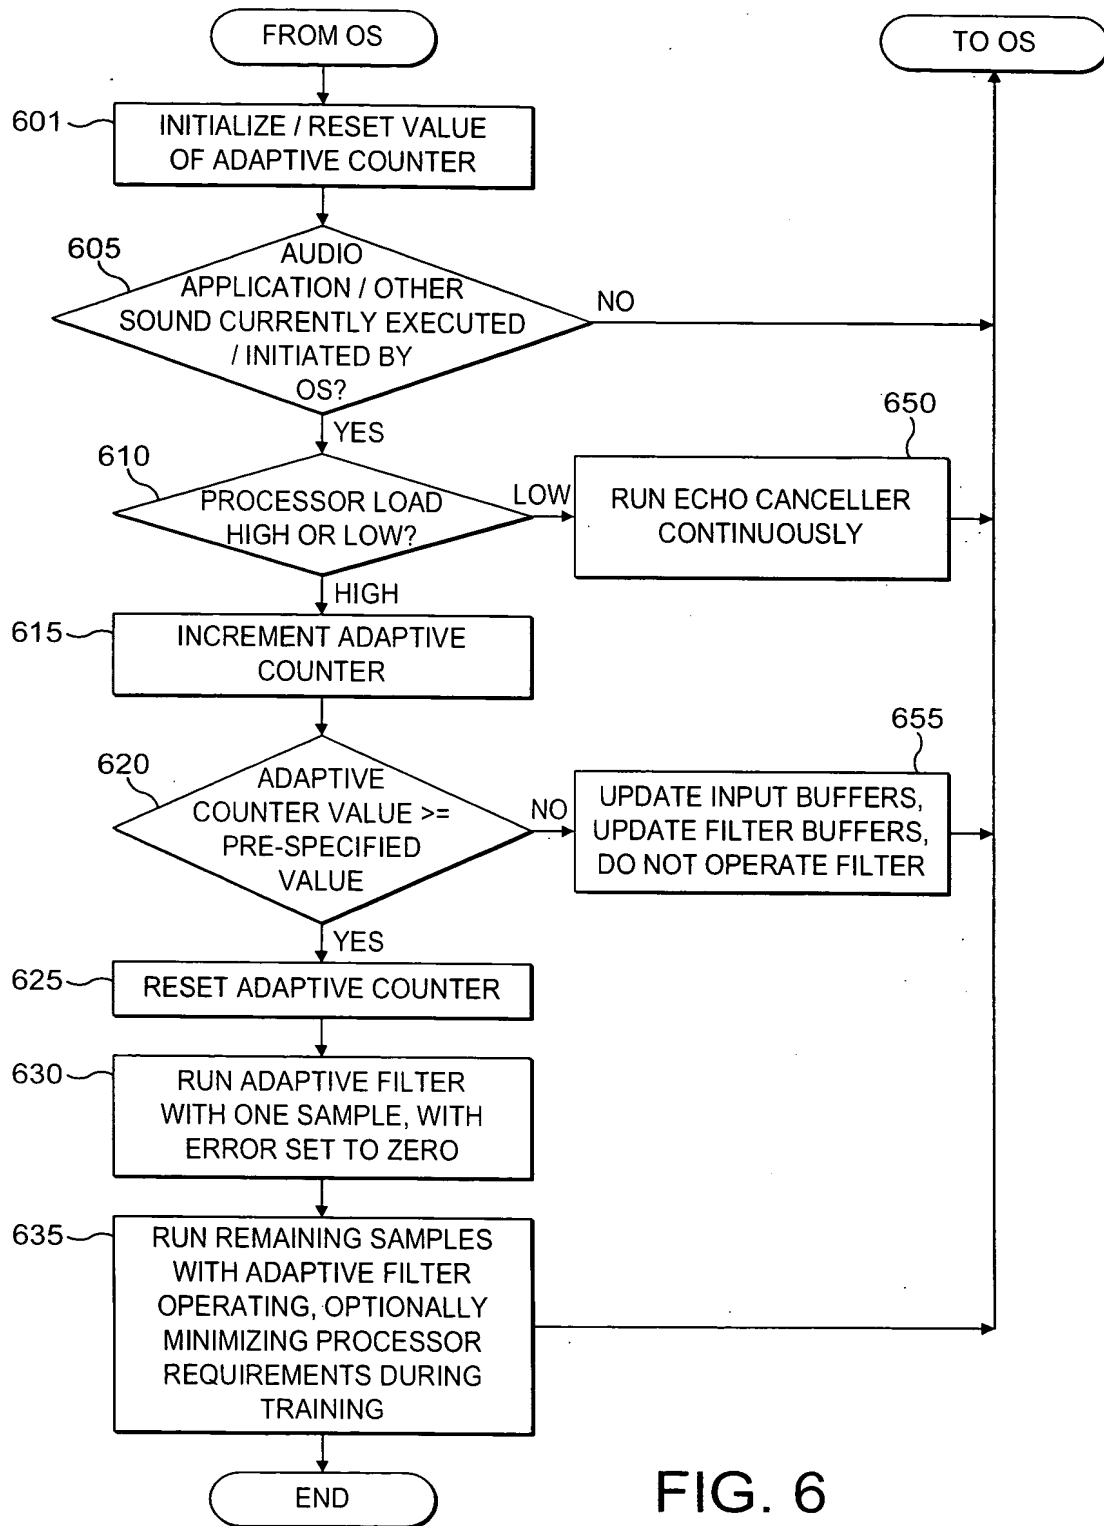 FROM OS
TO OS
601
INITIALIZE / RESET VALUE
OF ADAPTIVE COUNTER
605
AUDIO
APPLICATION / OTHER
SOUND CURRENTLY EXECUTED
/ INITIATED BY
OS?
NO
YES
610
PROCESSOR LOAD
HIGH OR LOW?
LOW
650
RUN ECHO CANCELLER
CONTINUOUSLY
HIGH
615
INCREMENT ADAPTIVE
COUNTER
620
ADAPTIVE
COUNTER VALUE >=
PRE-SPECIFIED
VALUE
NO
655
UPDATE INPUT BUFFERS,
UPDATE FILTER BUFFERS,
DO NOT OPERATE FILTER
YES
625
RESET ADAPTIVE COUNTER
630
RUN ADAPTIVE FILTER
WITH ONE SAMPLE, WITH
ERROR SET TO ZERO
635
RUN REMAINING SAMPLES
WITH ADAPTIVE FILTER
OPERATING, OPTIONALLY
MINIMIZING PROCESSOR
REQUIREMENTS DURING
TRAINING
END
FIG. 6